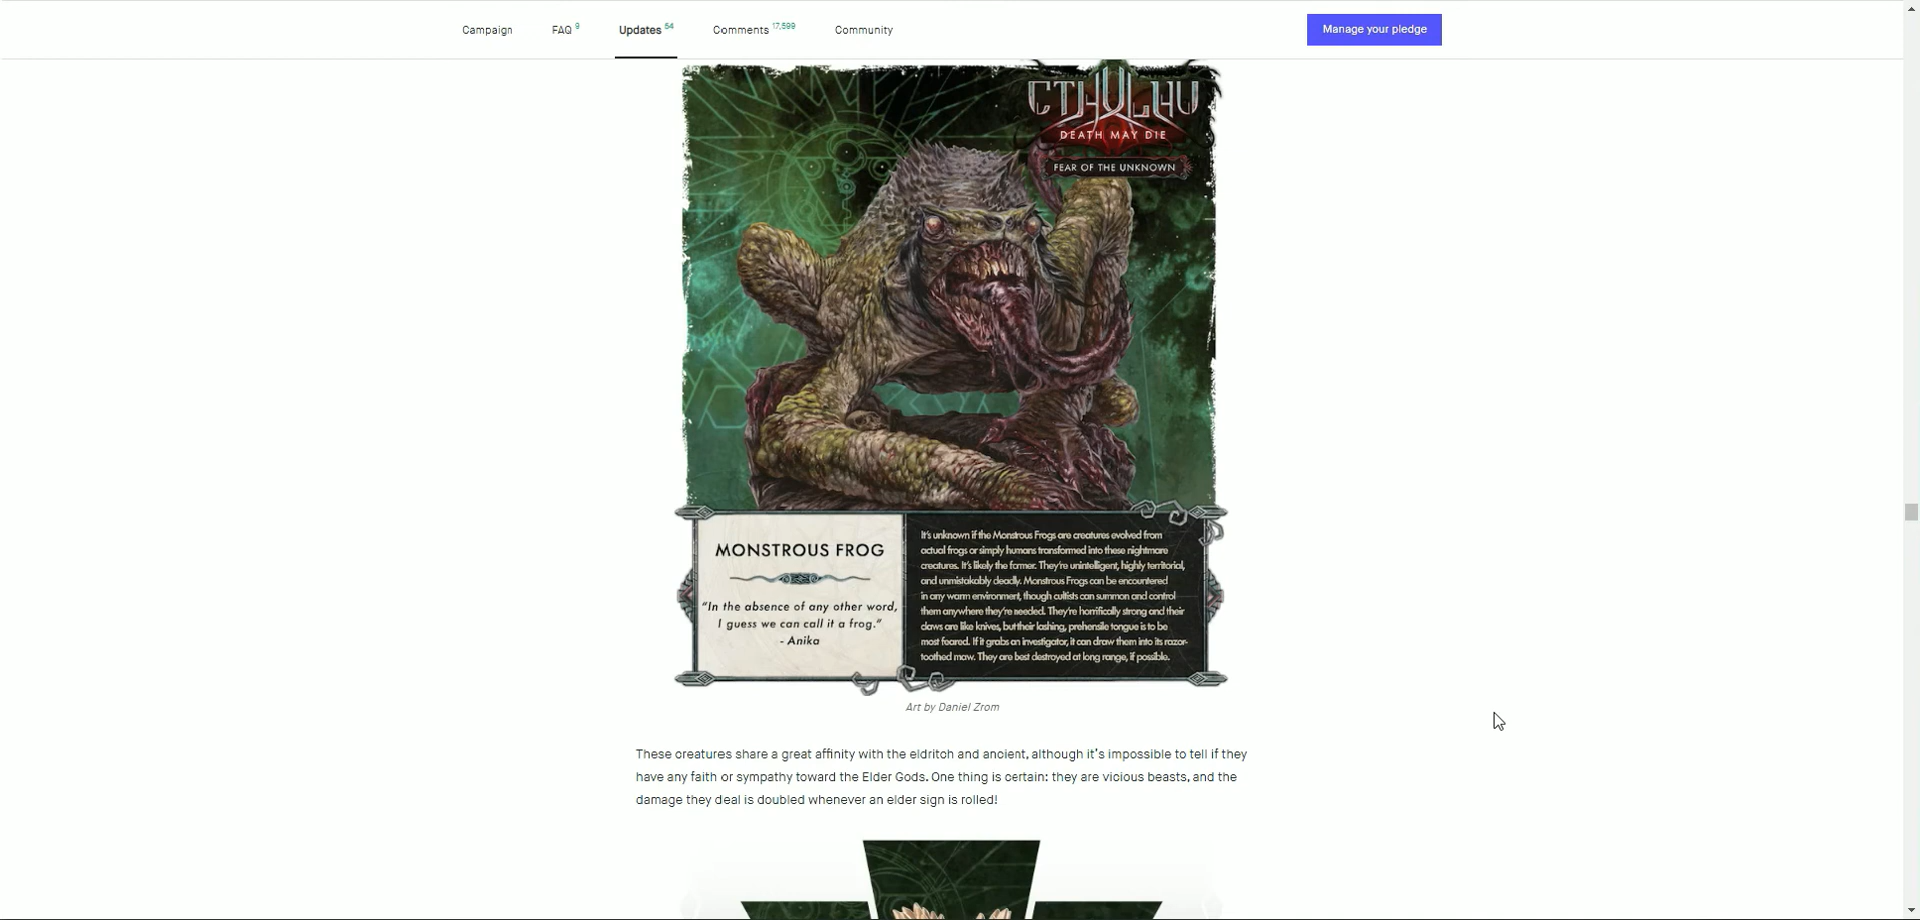 Campaign FAQ 9 Updates 54 Comments 17,599 Community Manage your pledge
CTHULHU
DEATH MAY DIE
FEAR OF THE UNKNOWN
MONSTROUS FROG
"In the absence of any other word,
I guess we can call it a frog."
- Anika
It's unknown if the Monstrous Frogs are creatures evolved from
actual frogs or simply humans transformed into these nightmare
creatures. It's likely the former. They're unintelligent, highly territorial,
and unmistakably deadly. Monstrous Frogs can be encountered
in any warm environment, though cultists can summon and control
them anywhere they're needed. They're horrifically strong and their
claws are like knives, but their lashing, prehensile tongue is to be
most feared. If it grabs an investigator, it can draw them into its razor-
toothed maw. They are best destroyed at long range, if possible.
Art by Daniel Zrom
These creatures share a great affinity with the eldritch and ancient, although it's impossible to tell if they
have any faith or sympathy toward the Elder Gods. One thing is certain: they are vicious beasts, and the
damage they deal is doubled whenever an elder sign is rolled!